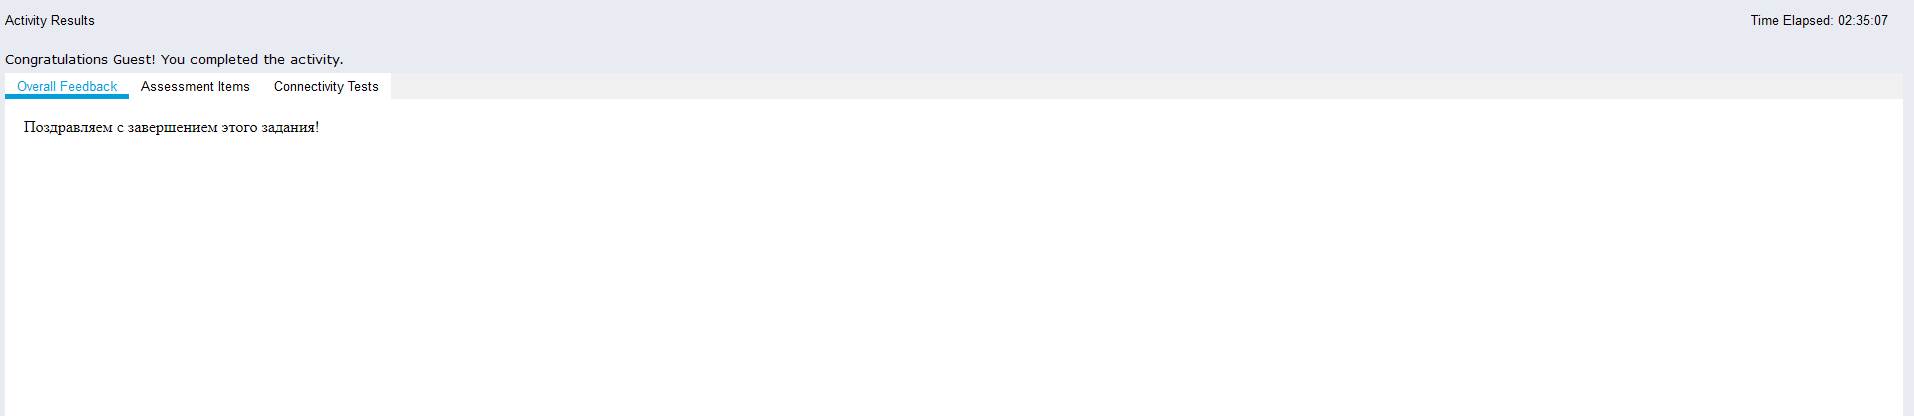 Activity Results
Time Elapsed: 02:35:07
Congratulations Guest! You completed the activity.
Overall Feedback Assessment Items Connectivity Tests
Поздравляем с завершением этого задания!